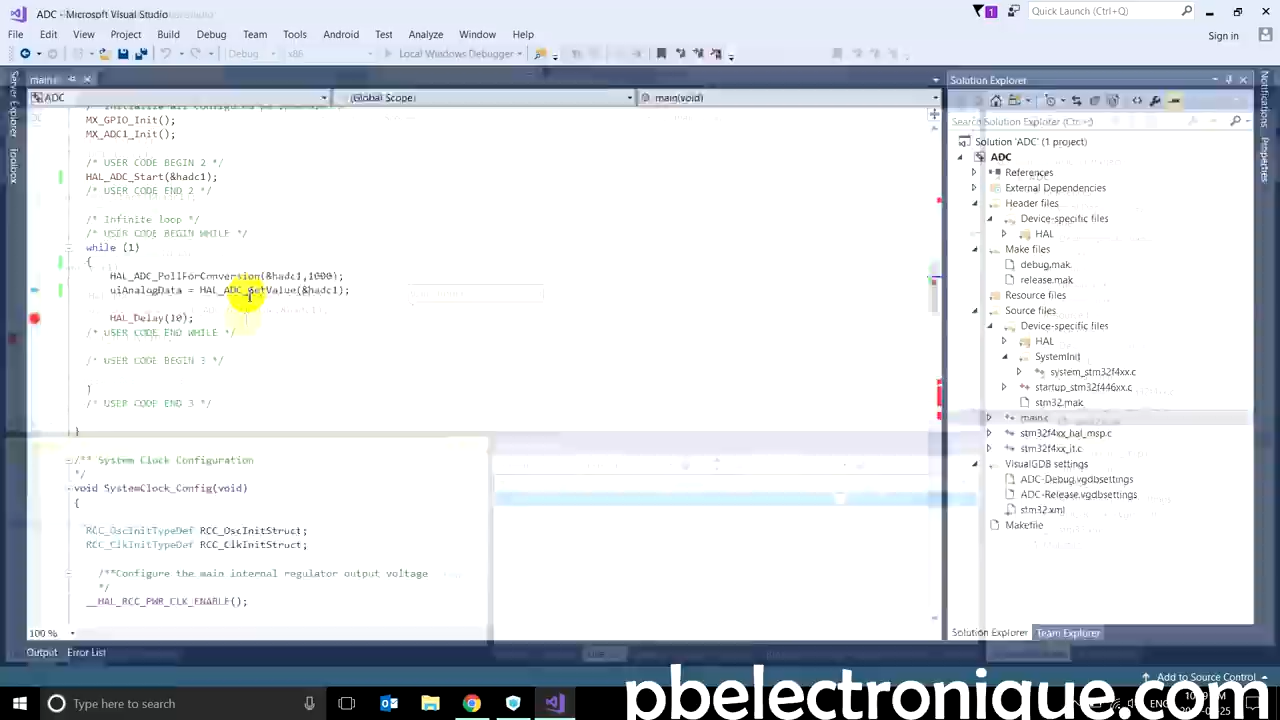 ADC - Microsoft Visual Studio
1
Quick Launch (Ctrl+Q)
File Edit View Project Build Debug Team Tools Android Test Analyze Window Help
Sign in
Debug x86 Local Windows Debugger
Server Explorer
Toolbox
Notifications
Properties
ADC (Global Scope) main(void)
Solution Explorer
Search Solution Explorer (Ctrl+;)
MX_GPIO_Init();
MX_ADC1_Init();
/* USER CODE BEGIN 2 */
HAL_ADC_Start(&hadc1);
/* USER CODE END 2 */
/* Infinite loop */
/* USER CODE BEGIN WHILE */
while (1)
{
HAL_ADC_PollForConversion(&hadc1,1000);
uiAnalogData = HAL_ADC_GetValue(&hadc1);
HAL_Delay(10);
/* USER CODE END WHILE */
/* USER CODE BEGIN 3 */
}
/* USER CODE END 3 */
}
/** System Clock Configuration
*/
void SystemClock_Config(void)
{
RCC_OscInitTypeDef RCC_OscInitStruct;
RCC_ClkInitTypeDef RCC_ClkInitStruct;
/**Configure the main internal regulator output voltage
*/
__HAL_RCC_PWR_CLK_ENABLE();
100 %
Solution 'ADC' (1 project)
ADC
References
External Dependencies
Header files
Device-specific files
HAL
Make files
debug.mak
release.mak
Resource files
Source files
Device-specific files
HAL
SystemInit
system_stm32f4xx.c
startup_stm32f446xx.c
stm32.mak
main.c
stm32f4xx_hal_msp.c
stm32f4xx_it.c
VisualGDB settings
ADC-Debug.vgdbsettings
ADC-Release.vgdbsettings
stm32.xml
Makefile
Solution Explorer Team Explorer
Output Error List
Add to Source Control
Type here to search
pbelectronique.com